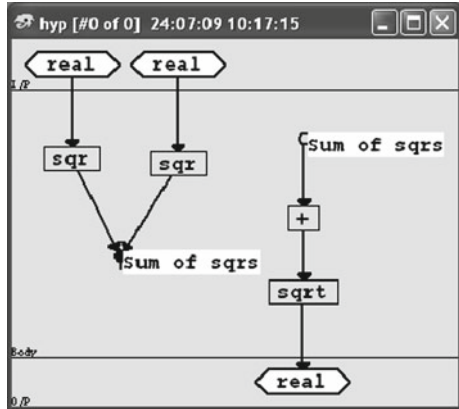 hyp [#0 of 0] 24:07:09 10:17:15
real real
I/P
sqr sqr
Sum of sqrs
+
Sum of sqrs
sqrt
Body
real
O/P